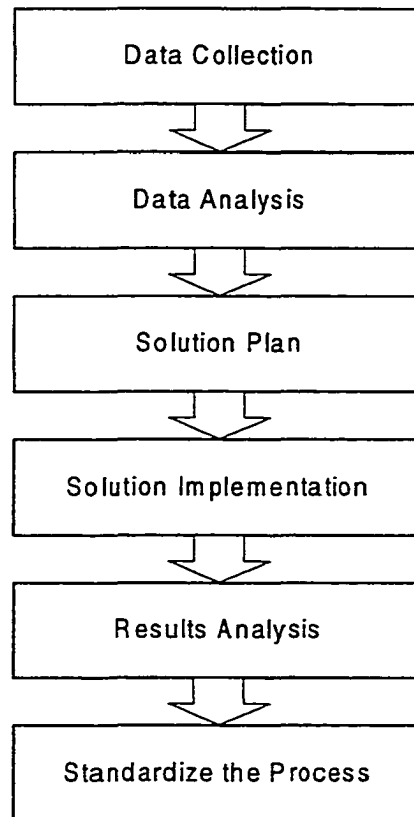 Data Collection
Data Analysis
Solution Plan
Solution Implementation
Results Analysis
Standardize the Process